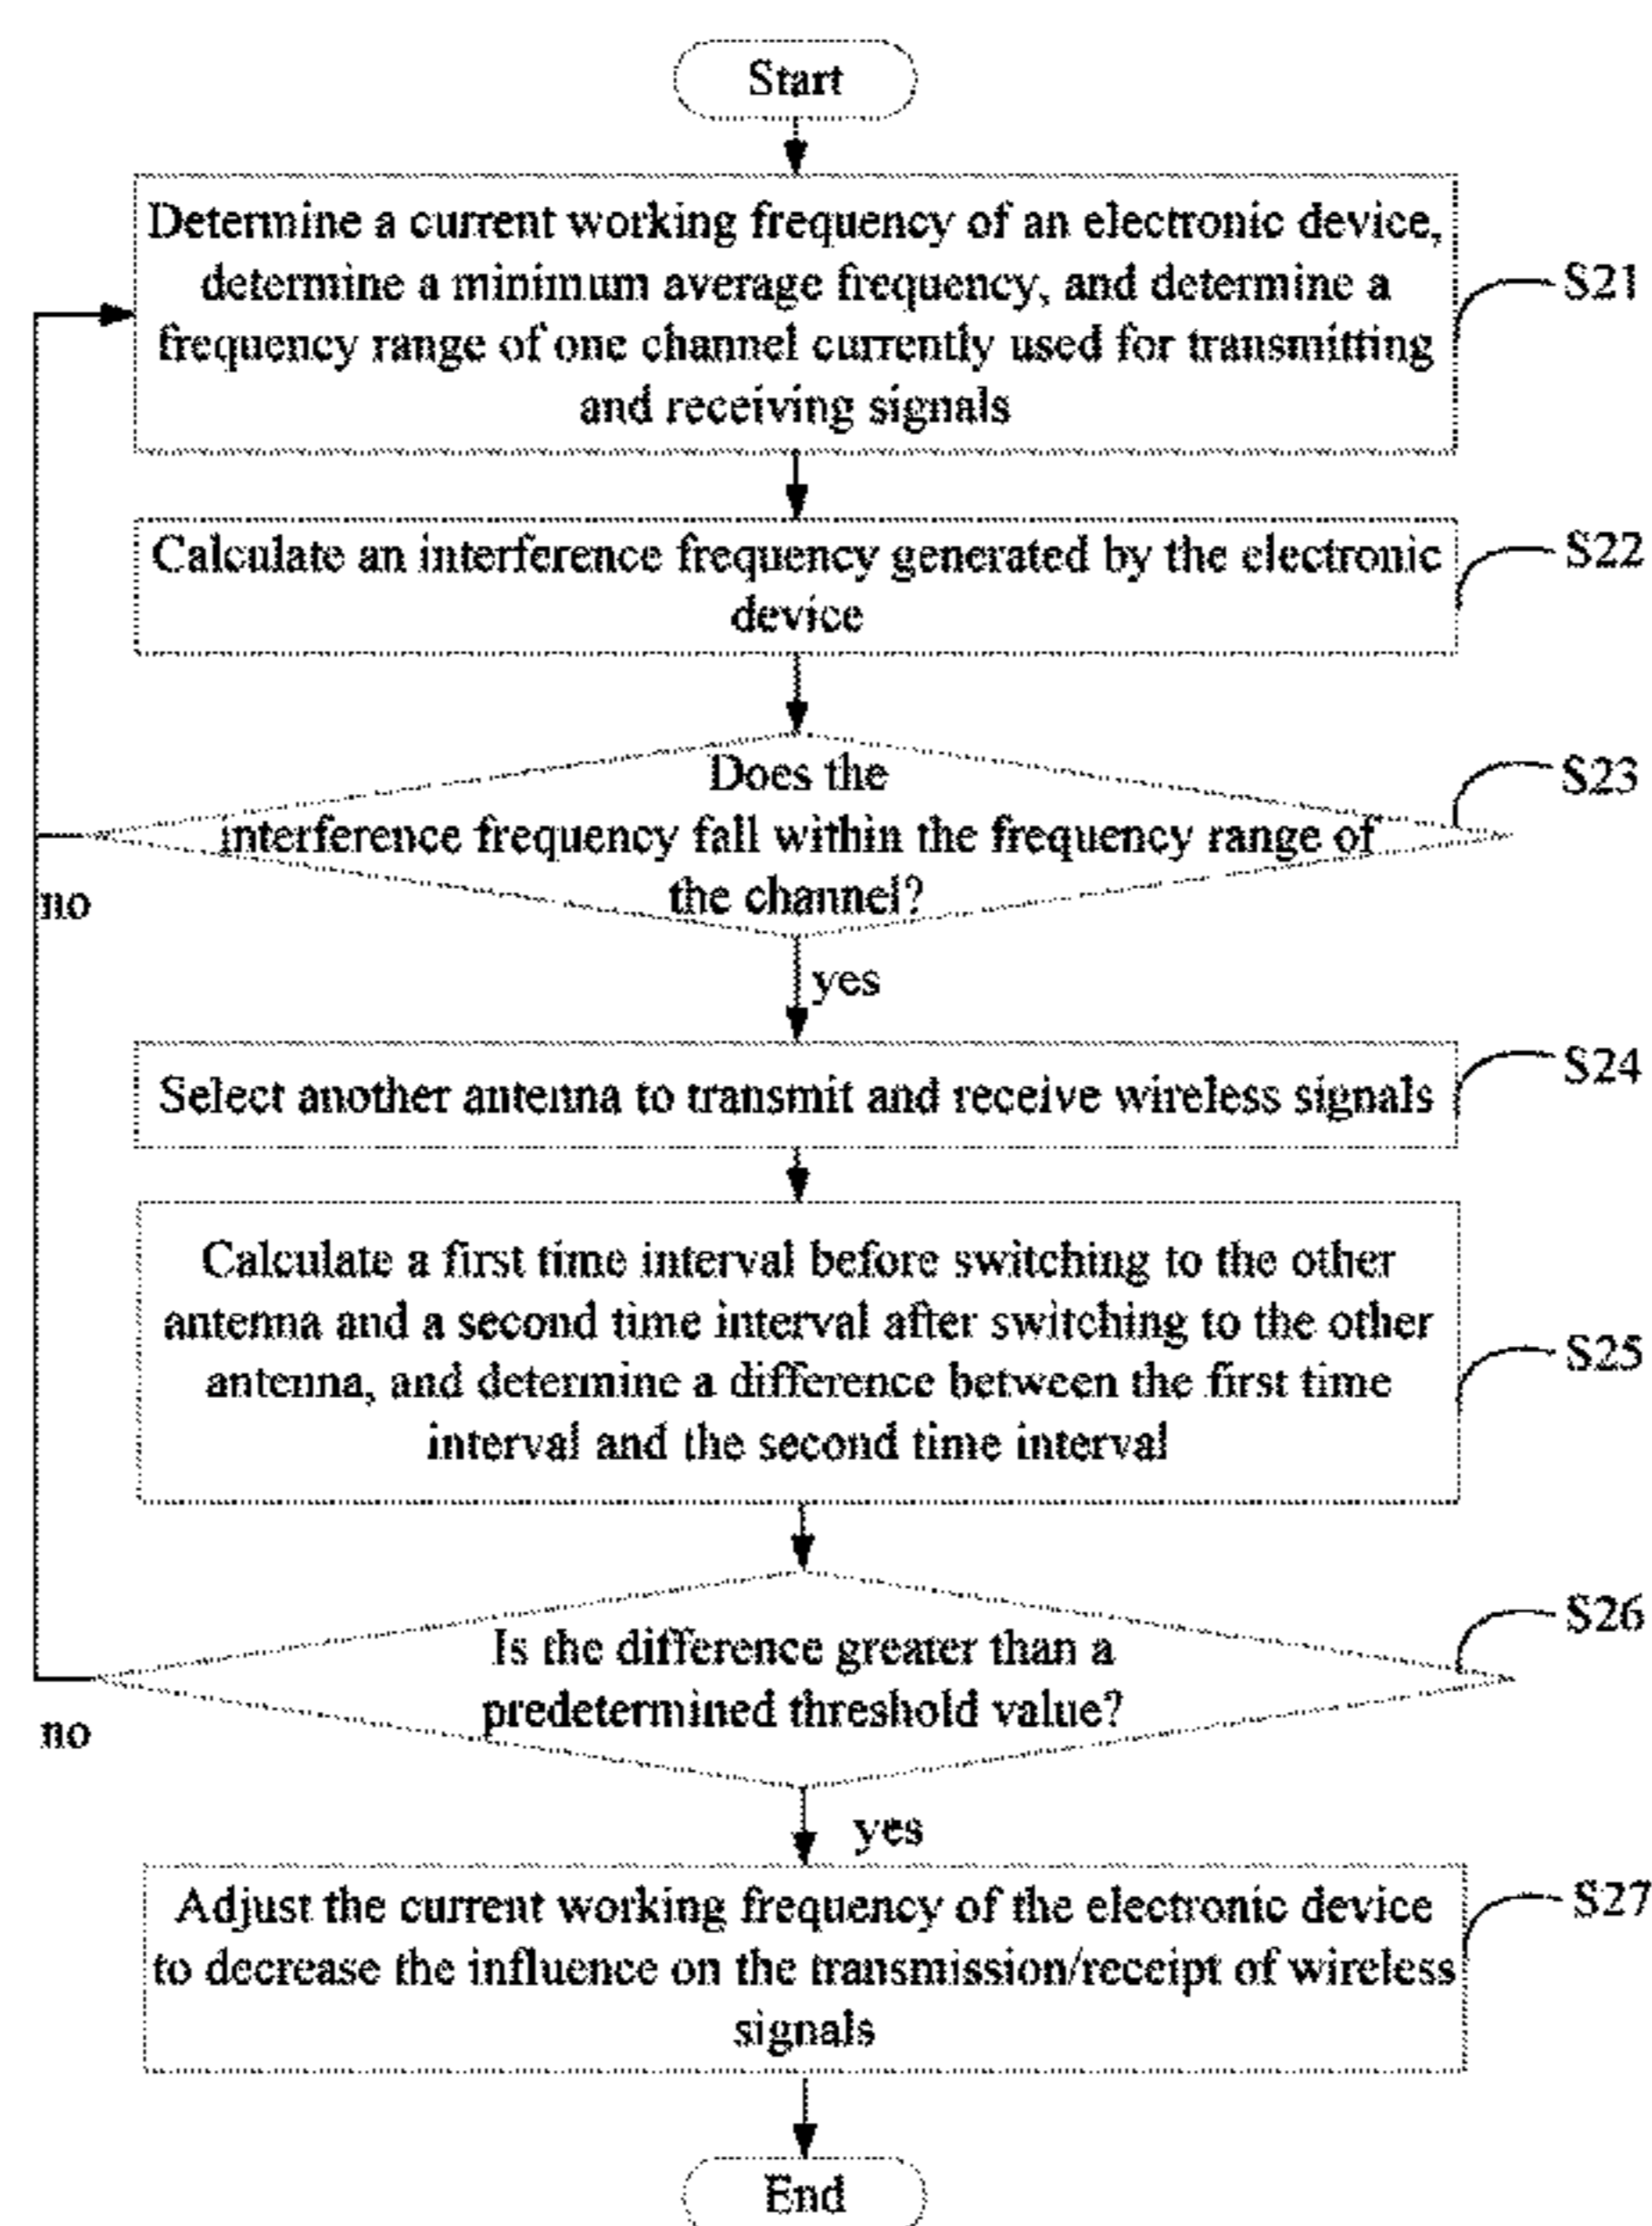 Start
Determine a current working frequency of an electronic device,
determine a minimum average frequency, and determine a
frequency range of one channel currently used for transmitting
and receiving signals
S21
Calculate an interference frequency generated by the electronic
device
S22
Does the
interference frequency fall within the frequency range of
the channel?
S23
no
yes
Select another antenna to transmit and receive wireless signals
S24
Calculate a first time interval before switching to the other
antenna and a second time interval after switching to the other
antenna, and determine a difference between the first time
interval and the second time interval
S25
Is the difference greater than a
predetermined threshold value?
S26
no
yes
Adjust the current working frequency of the electronic device
to decrease the influence on the transmission/receipt of wireless
signals
S27
End